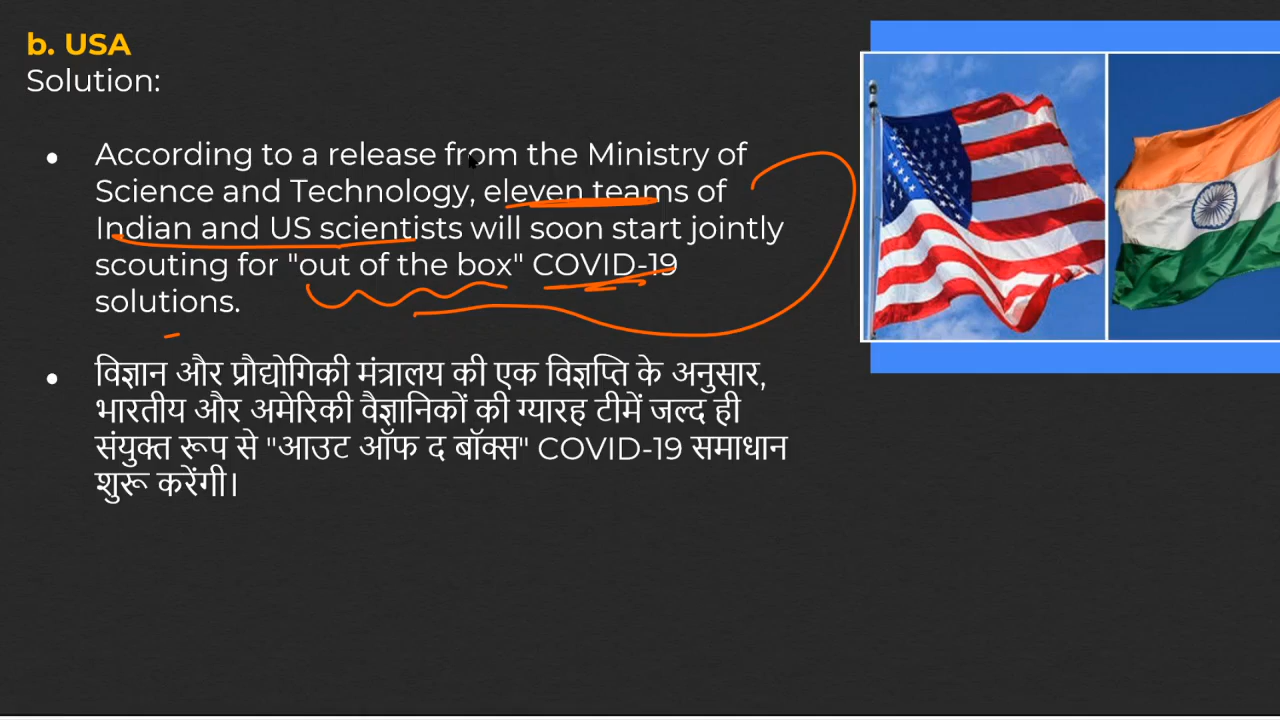 b. USA
Solution:
● According to a release from the Ministry of
Science and Technology, eleven teams of
Indian and US scientists will soon start jointly
scouting for "out of the box" COVID-19
solutions.
● विज्ञान और प्रौद्योगिकी मंत्रालय की एक विज्ञप्ति के अनुसार,
भारतीय और अमेरिकी वैज्ञानिकों की ग्यारह टीमें जल्द ही
संयुक्त रूप से "आउट ऑफ द बॉक्स" COVID-19 समाधान
शुरू करेंगी।